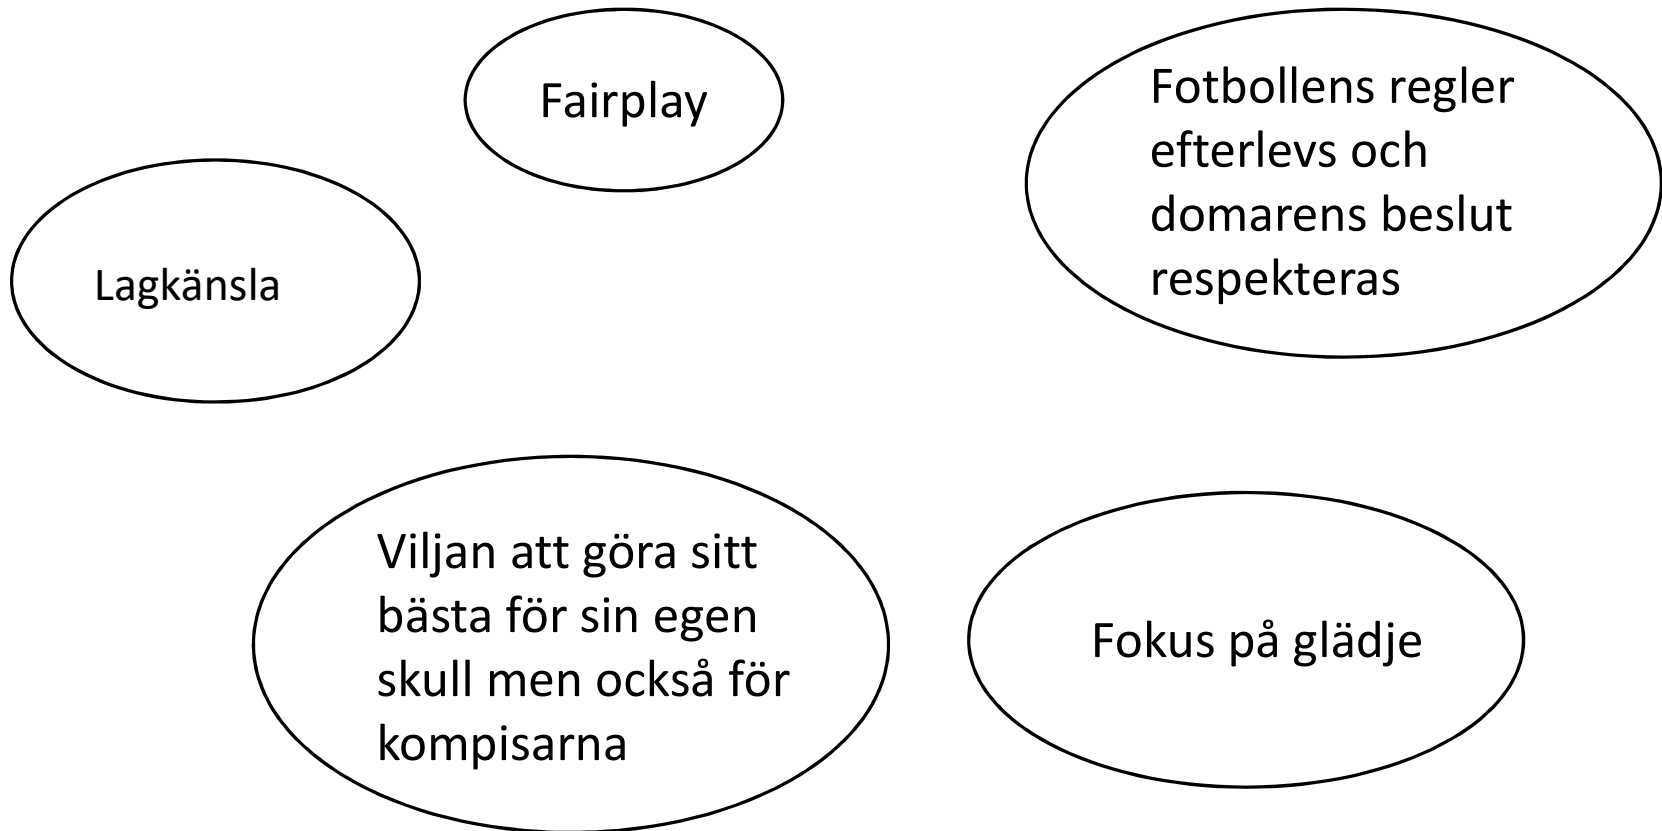 Fairplay
Fotbollens regler
efterlevs och
domarens beslut
respekteras
Lagkänsla
Viljan att göra sitt
bästa för sin egen
skull men också för
kompisarna
Fokus på glädje